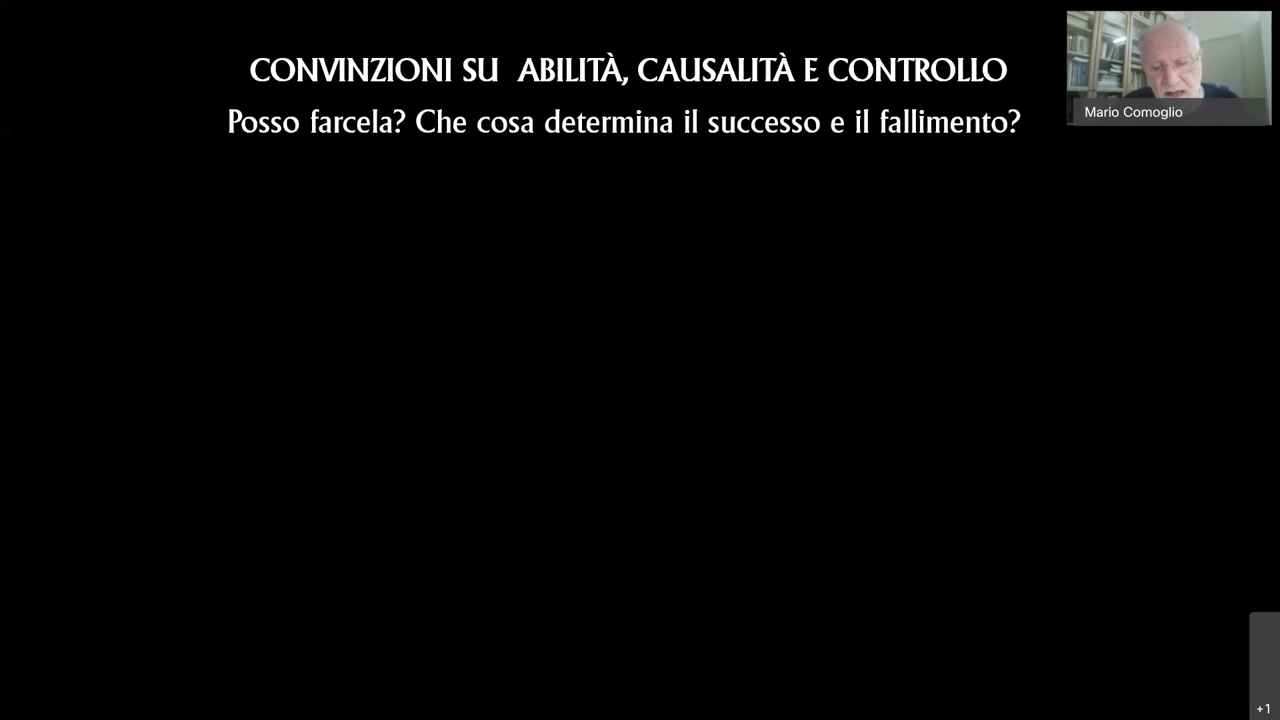 CONVINZIONI SU  ABILITÀ, CAUSALITÀ E CONTROLLO
Posso farcela? Che cosa determina il successo e il fallimento?
Mario Comoglio
+1